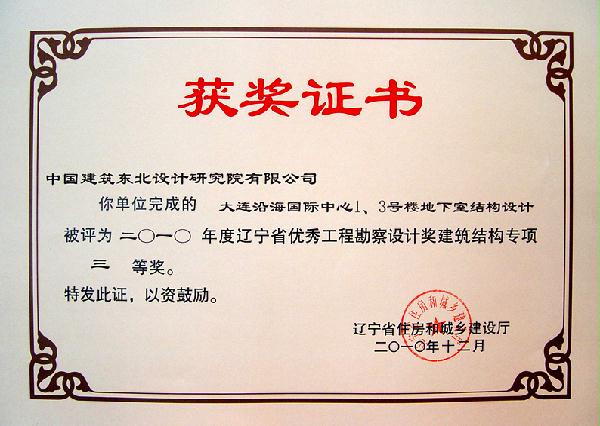 获奖证书
中国建筑东北设计研究院有限公司
你单位完成的 大连沿海国际中心1、3号楼地下室结构设计
被评为 二〇一〇 年度辽宁省优秀工程勘察设计奖建筑结构专项
三 等奖。
特发此证，以资鼓励。
辽宁省住房和城乡建设厅
二〇一〇年十二月